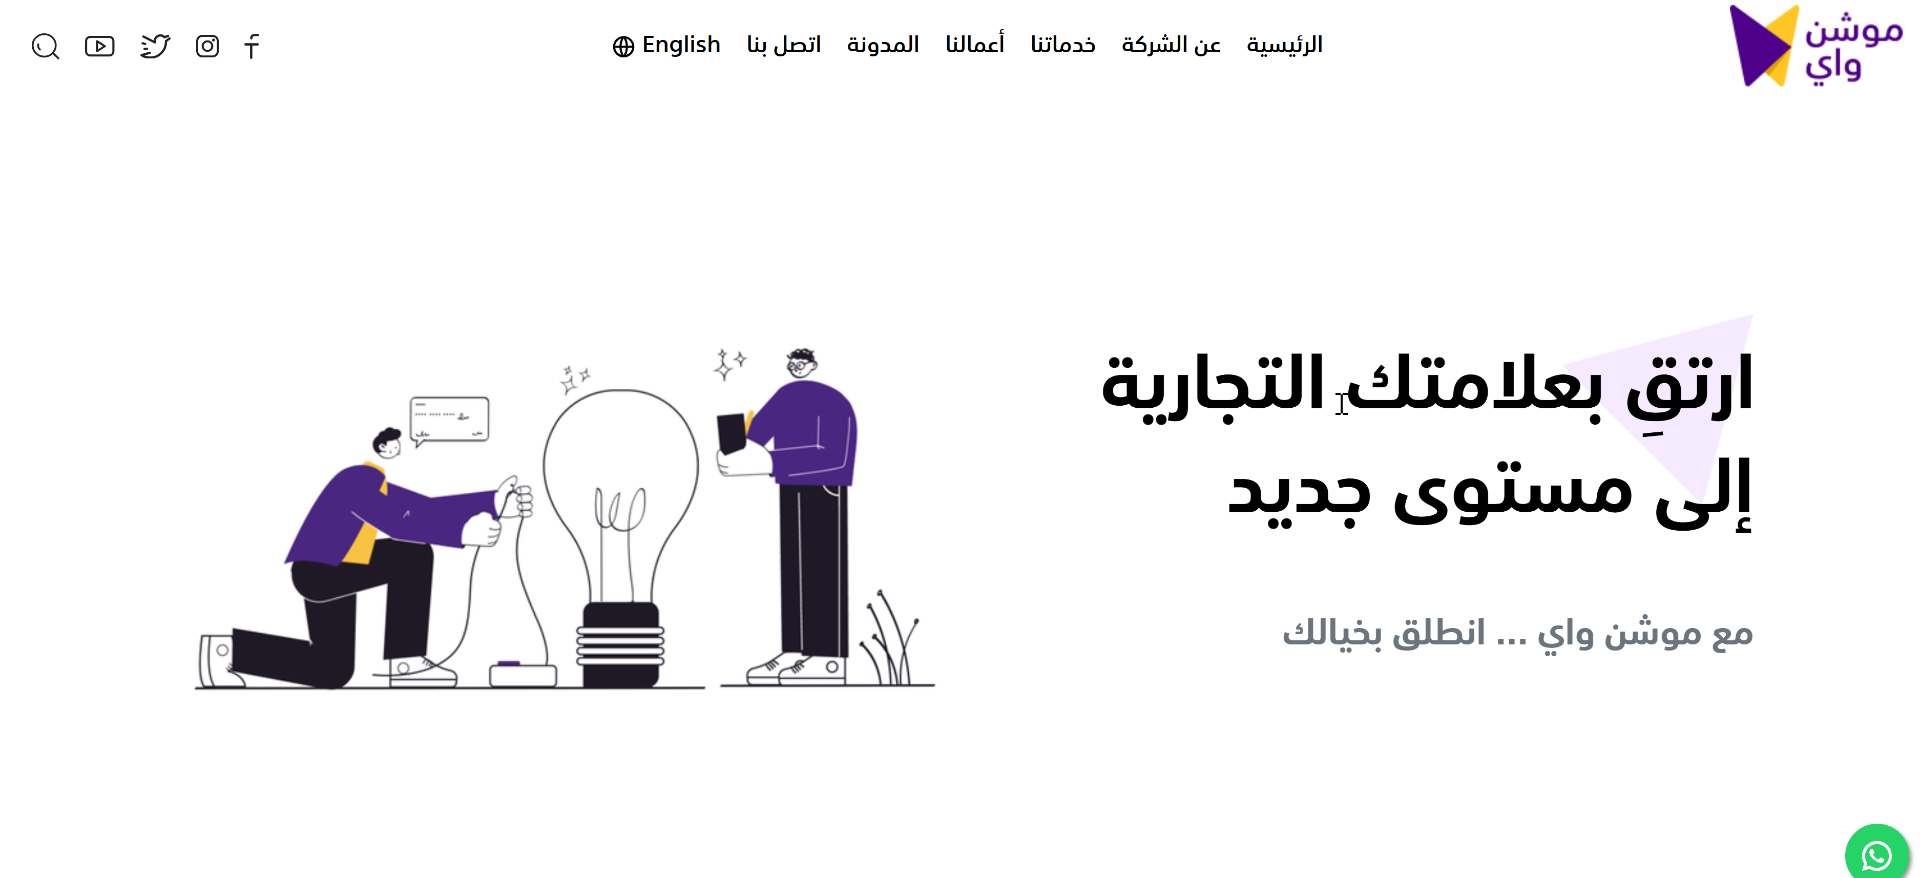 موشن
واي
الرئيسية
عن الشركة
خدماتنا
أعمالنا
المدونة
اتصل بنا
English
ارتقِ بعلامتك التجارية
إلى مستوى جديد
مع موشن واي ... انطلق بخيالك